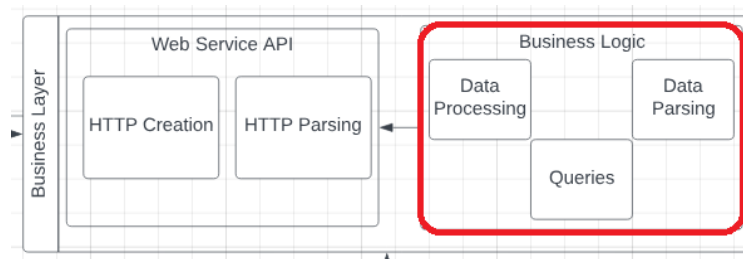 Business Layer
Web Service API
HTTP Creation
HTTP Parsing
Business Logic
Data
Processing
Data
Parsing
Queries